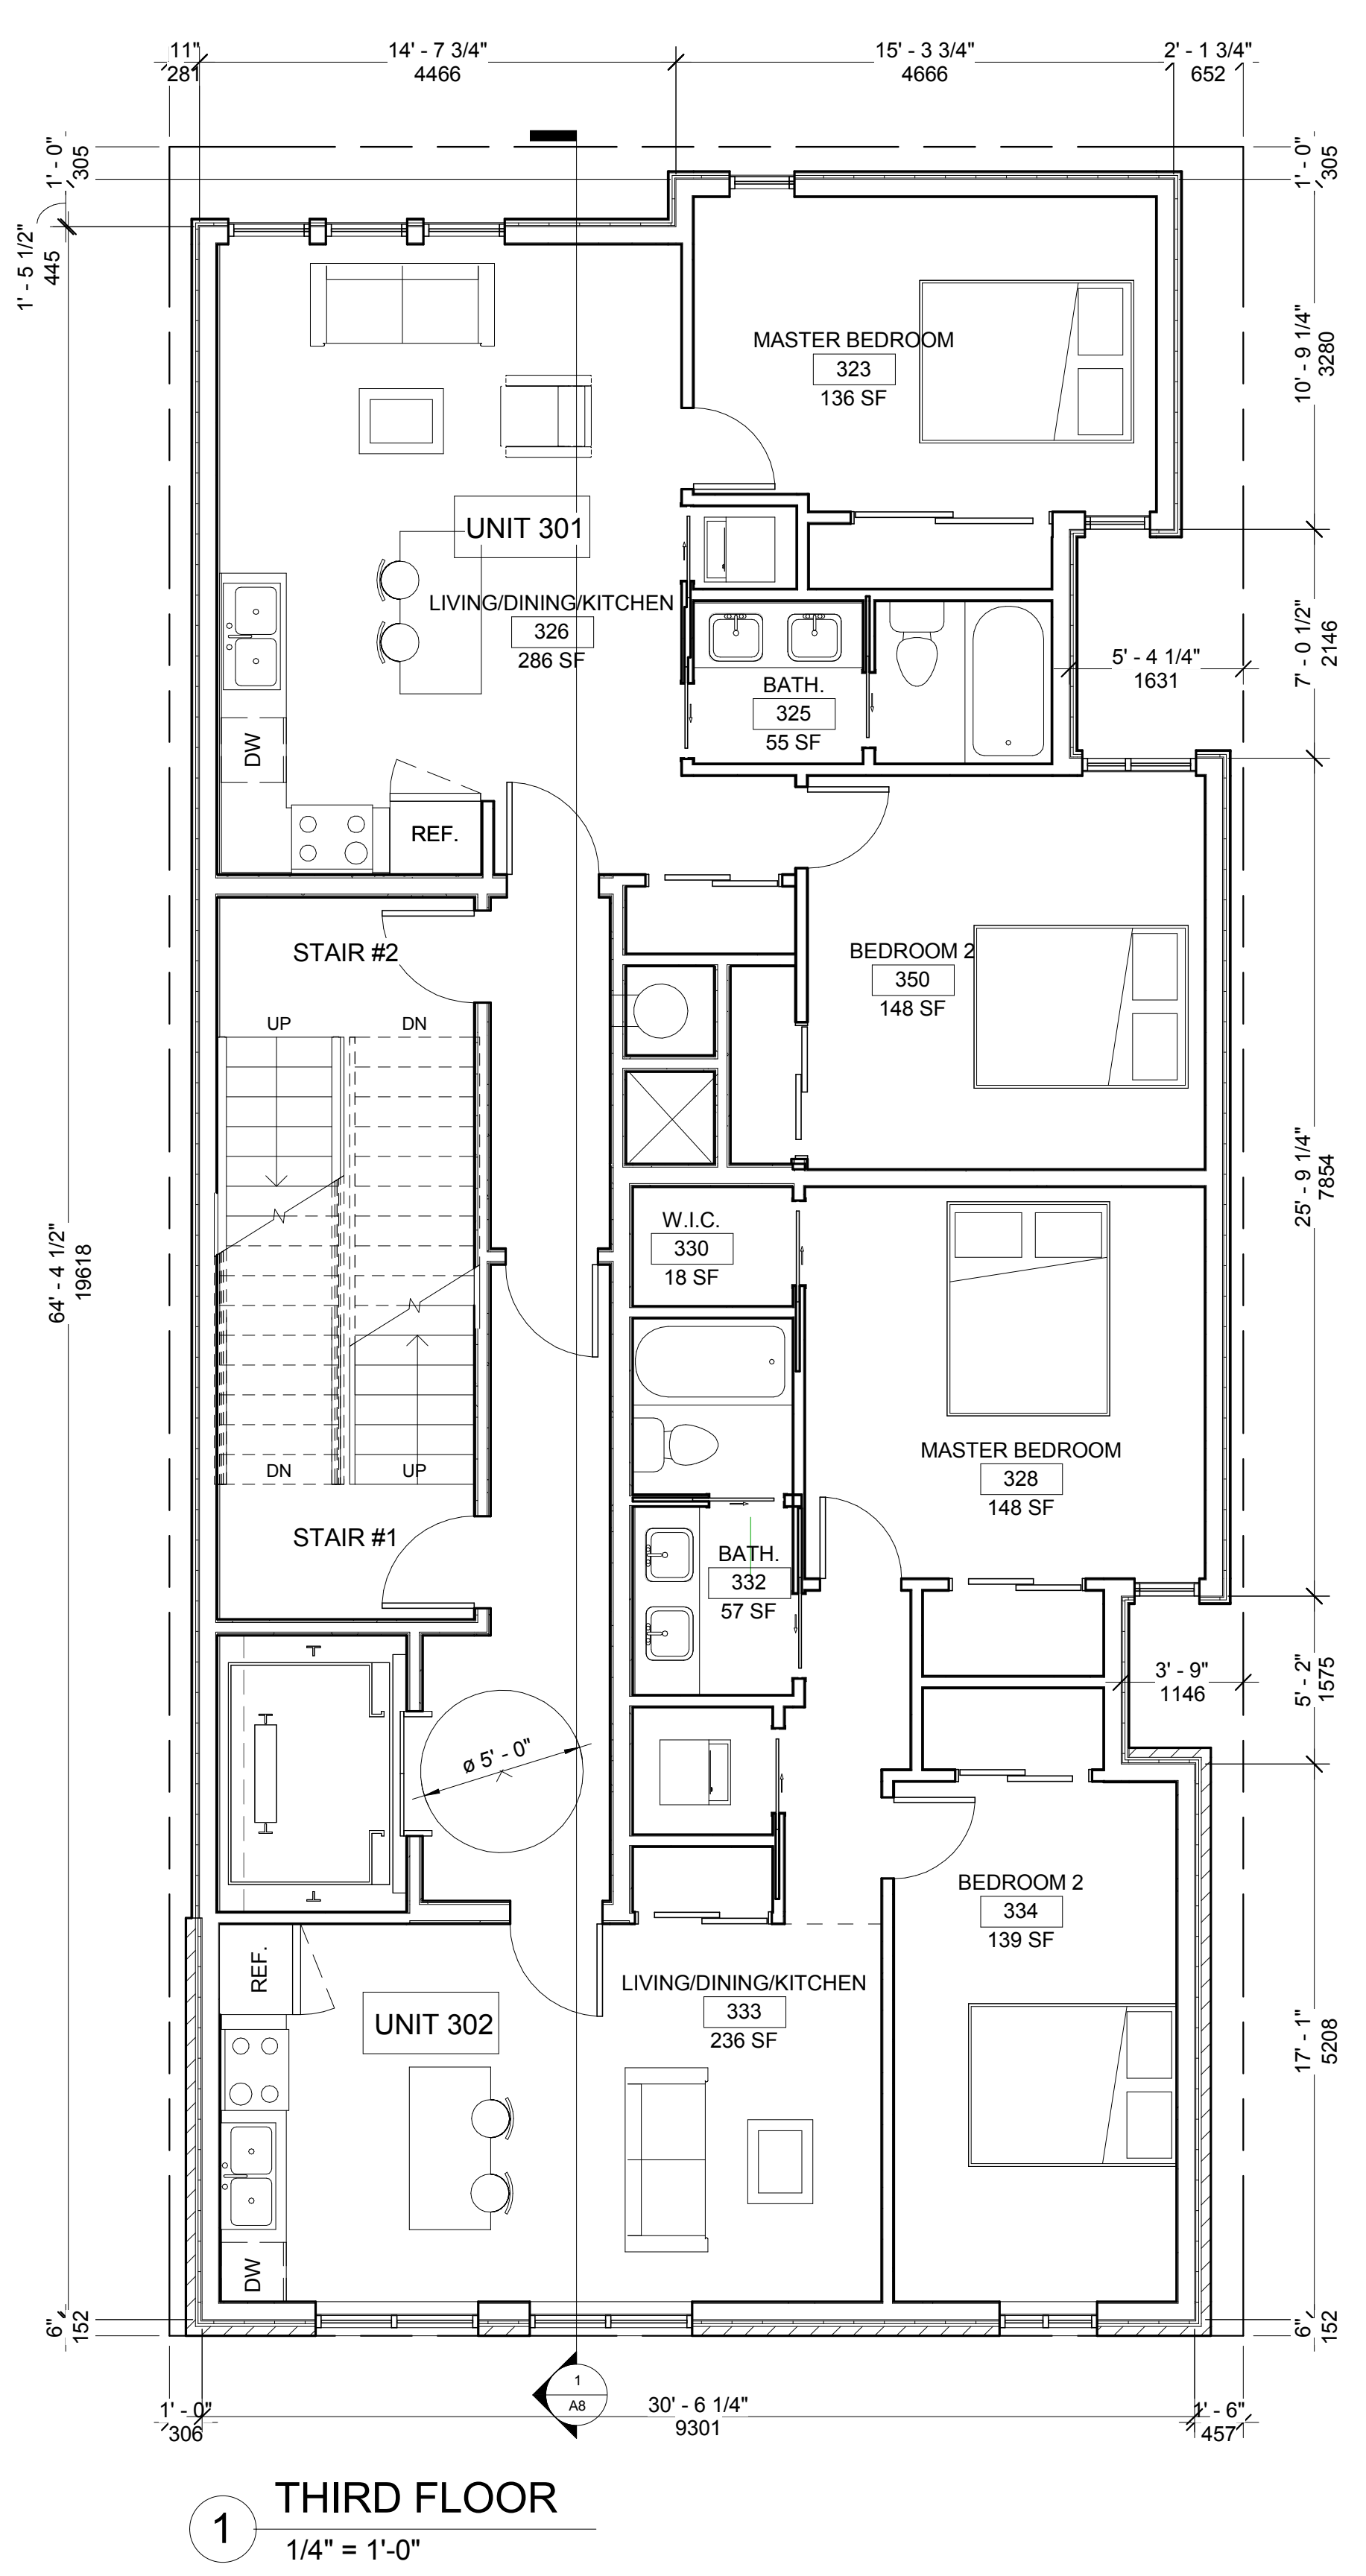 11"
281
14' - 7 3/4"
4466
15' - 3 3/4"
4666
2' - 1 3/4"
652
1' - 0"
305
1' - 5 1/2"
445
1' - 0"
305
10' - 9 1/4"
3280
MASTER BEDROOM
323
136 SF
UNIT 301
LIVING/DINING/KITCHEN
326
286 SF
7' - 0 1/2"
2146
5' - 4 1/4"
1631
BATH.
325
55 SF
DW
REF.
STAIR #2
BEDROOM 2
350
148 SF
UP
DN
25' - 9 1/4"
7854
64' - 4 1/2"
19618
W.I.C.
330
18 SF
MASTER BEDROOM
328
148 SF
DN
UP
STAIR #1
BATH.
332
57 SF
5' - 2"
1575
3' - 9"
1146
ø 5' - 0"
BEDROOM 2
334
139 SF
REF.
LIVING/DINING/KITCHEN
333
236 SF
UNIT 302
17' - 1"
5208
DW
6"
152
6"
152
1
A8
1' - 0"
306
30' - 6 1/4"
9301
1' - 6"
457
1
THIRD FLOOR
1/4" = 1'-0"